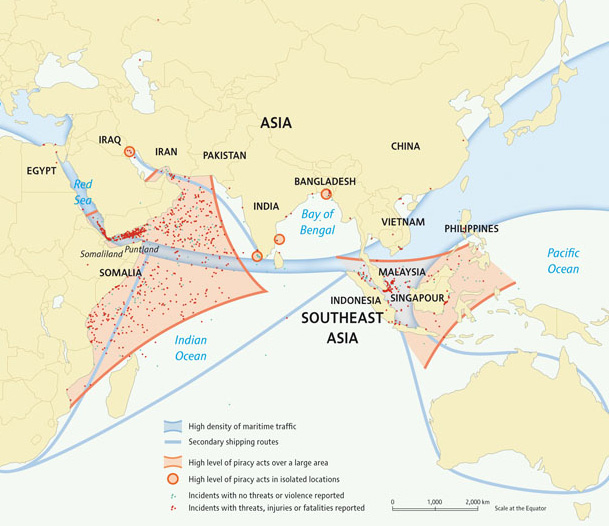 ASIA
IRAQ
IRAN
CHINA
PAKISTAN
EGYPT
BANGLADESH
Red
Sea
INDIA
Bay of
Bengal
VIETNAM
PHILIPPINES
Somaliland
Puntland
Pacific
Ocean
SOMALIA
MALAYSIA
INDONESIA
SINGAPOUR
SOUTHEAST
ASIA
Indian
Ocean
High density of maritime traffic
Secondary shipping routes
High level of piracy acts over a large area
High level of piracy acts in isolated locations
Incidents with no threats or violence reported
Incidents with threats, injuries or fatalities reported
0 1,000 2,000 km
Scale at the Equator